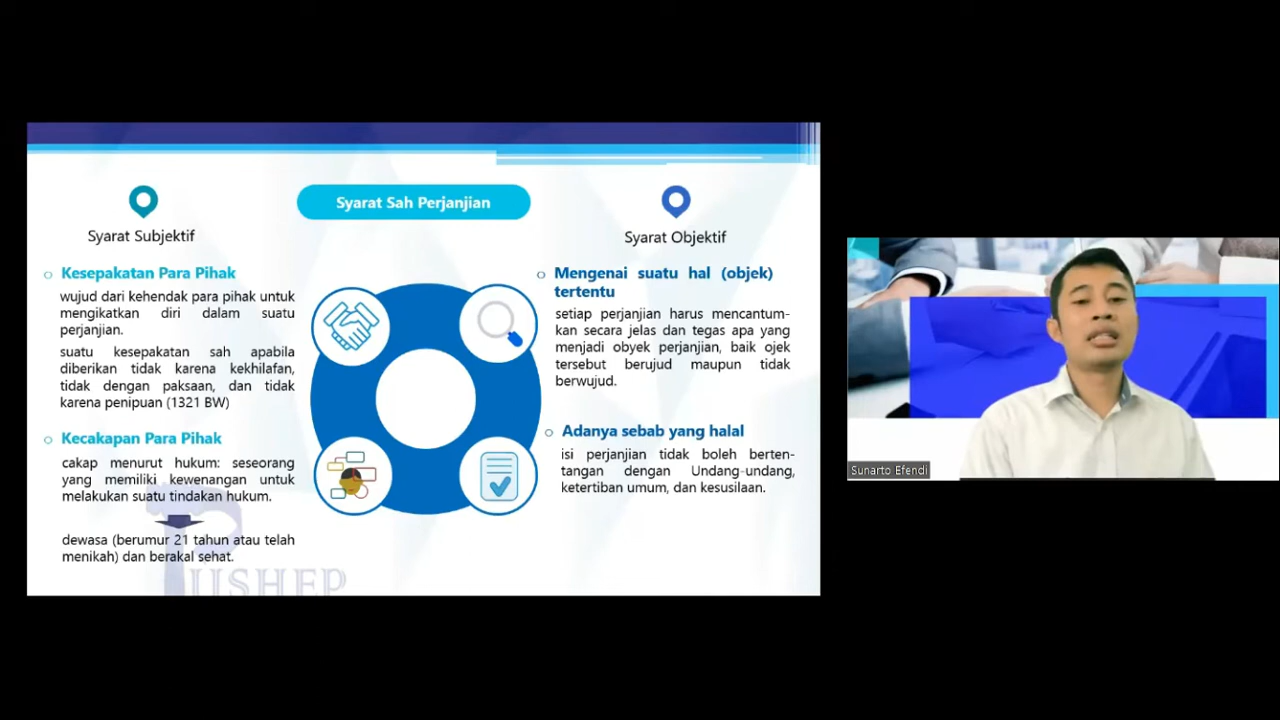 Syarat Sah Perjanjian
Syarat Subjektif
Kesepakatan Para Pihak
wujud dari kehendak para pihak untuk
mengikatkan diri dalam suatu
perjanjian.
suatu kesepakatan sah apabila
diberikan tidak karena kekhilafan,
tidak dengan paksaan, dan tidak
karena penipuan (1321 BW)
Kecakapan Para Pihak
cakap menurut hukum: seseorang
yang memiliki kewenangan untuk
melakukan suatu tindakan hukum.
dewasa (berumur 21 tahun atau telah
menikah) dan berakal sehat.
Syarat Objektif
Mengenai suatu hal (objek)
tertentu
setiap perjanjian harus mencantum-
kan secara jelas dan tegas apa yang
menjadi obyek perjanjian, baik ojek
tersebut berujud maupun tidak
berwujud.
Adanya sebab yang halal
isi perjanjian tidak boleh berten-
tangan dengan Undang-undang,
ketertiban umum, dan kesusilaan.
PUSHEP
Sunarto Efendi